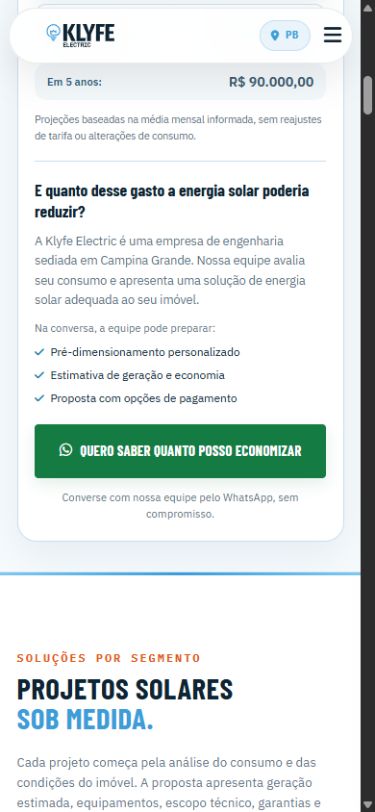 KLYFE
ELECTRIC
PB
Em 5 anos:
R$ 90.000,00
Projeções baseadas na média mensal informada, sem reajustes
de tarifa ou alterações de consumo.
E quanto desse gasto a energia solar poderia
reduzir?
A Klyfe Electric é uma empresa de engenharia
sediada em Campina Grande. Nossa equipe avalia
seu consumo e apresenta uma solução de energia
solar adequada ao seu imóvel.
Na conversa, a equipe pode preparar:
Pré-dimensionamento personalizado
Estimativa de geração e economia
Proposta com opções de pagamento
QUERO SABER QUANTO POSSO ECONOMIZAR
Converse com nossa equipe pelo WhatsApp, sem
compromisso.
SOLUÇÕES POR SEGMENTO
PROJETOS SOLARES
SOB MEDIDA.
Cada projeto começa pela análise do consumo e das
condições do imóvel. A proposta apresenta geração
estimada, equipamentos, escopo técnico, garantias e